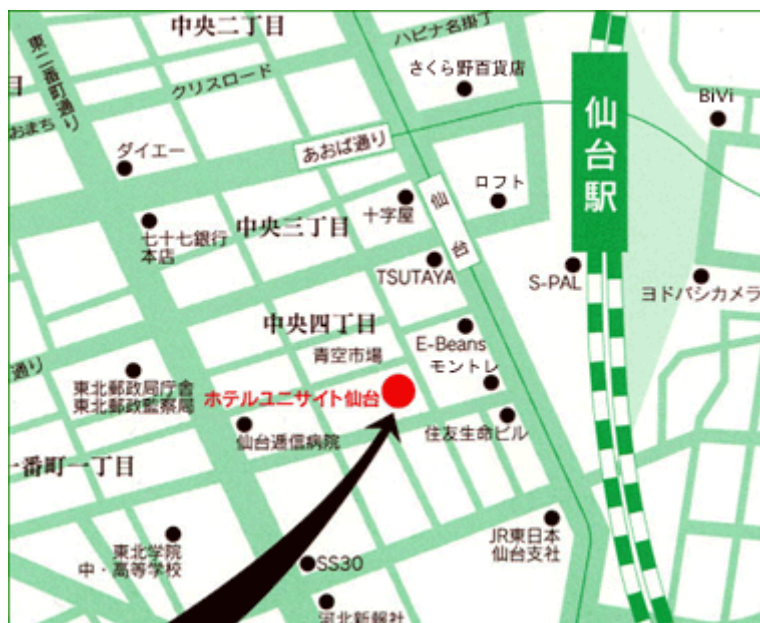 中央二丁目
ハピナ名掛丁
東二番町通り
目
クリスロード
さくら野百貨店
BiVi
おまち
ダイエー
あおば通り
仙台駅
ロフト
十字屋
仙
台
七十七銀行
本店
中央三丁目
TSUTAYA
S-PAL
ヨドバシカメラ
中央四丁目
E-Beans
青空市場
モントレ
通り
東北郵政局庁舎
東北郵政監察局
ホテルユニサイト仙台
仙台逓信病院
住友生命ビル
一番町一丁目
東北学院
中・高等学校
SS30
JR東日本
仙台支社
河北新報社